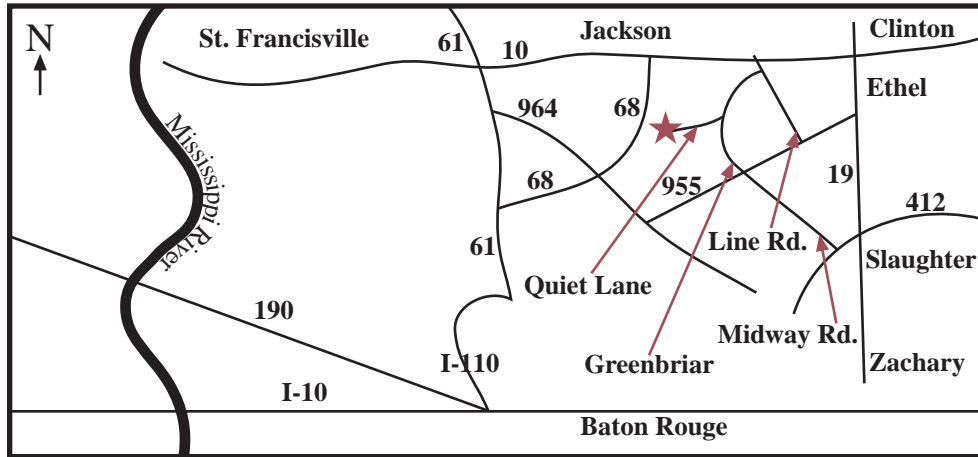 N
St. Francisville
61
10
Jackson
Clinton
Ethel
964
68
Mississippi River
68
955
19
412
61
Line Rd.
Slaughter
Quiet Lane
190
Midway Rd.
I-110
Greenbriar
Zachary
I-10
Baton Rouge